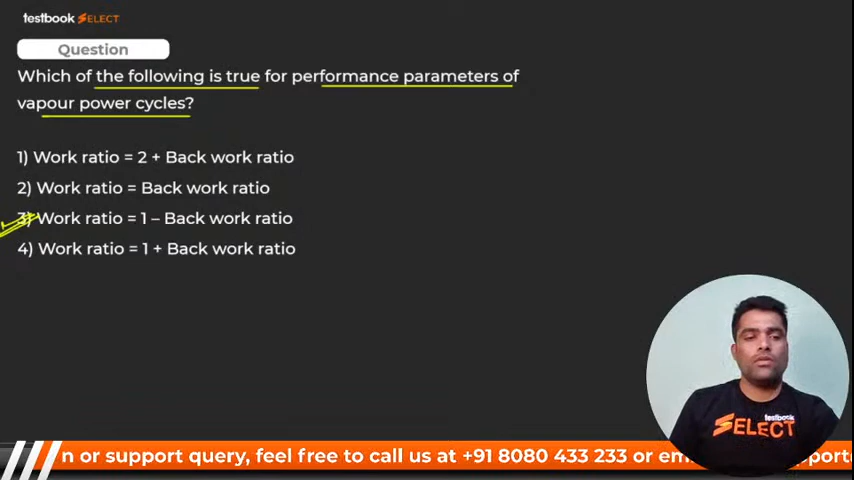 testbook SELECT
Question
Which of the following is true for performance parameters of
vapour power cycles?
1) Work ratio = 2 + Back work ratio
2) Work ratio = Back work ratio
3) Work ratio = 1 – Back work ratio
4) Work ratio = 1 + Back work ratio
testbook
SELECT
n or support query, feel free to call us at +91 8080 433 233 or em